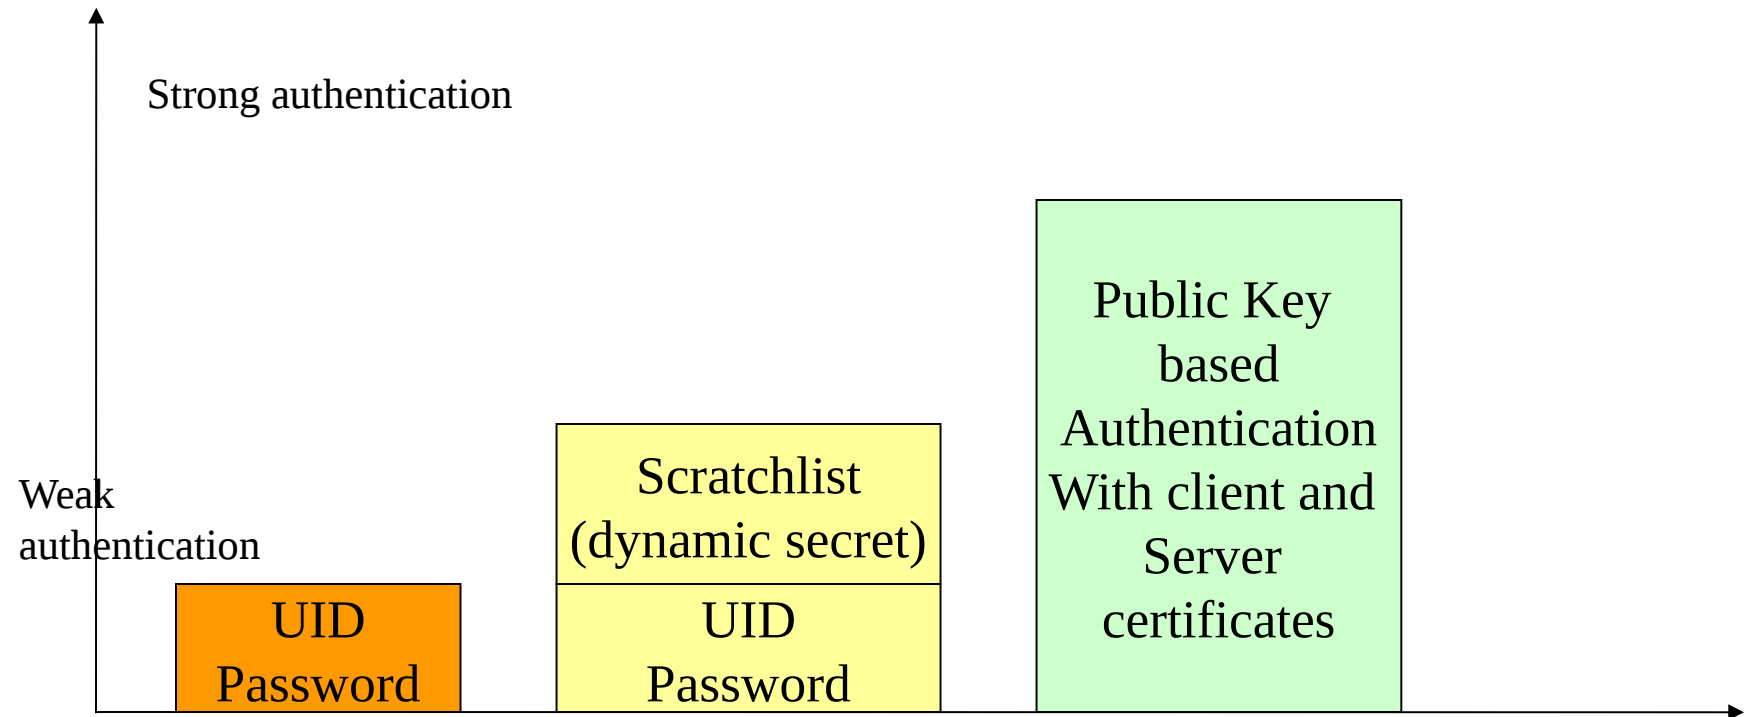 Strong authentication
Weak
authentication
UID
Password
Scratchlist
(dynamic secret)
UID
Password
Public Key
based
Authentication
With client and
Server
certificates